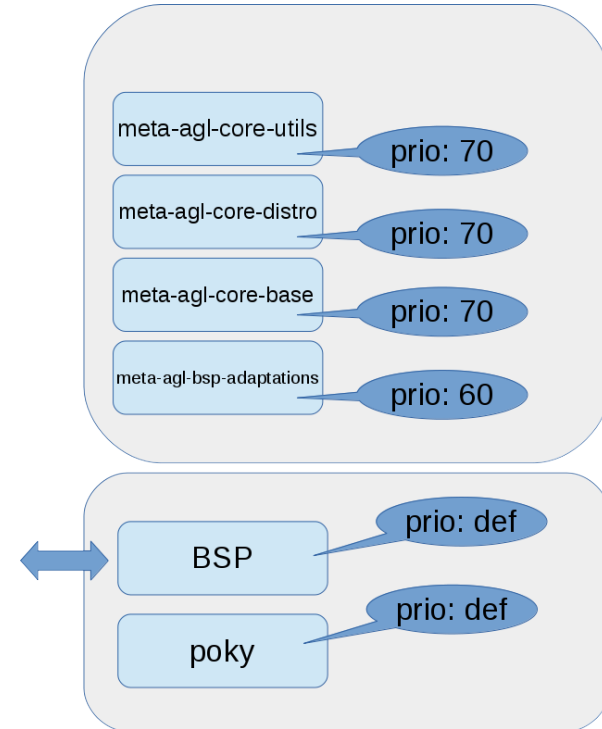 meta-agl-core-utils
prio: 70
meta-agl-core-distro
prio: 70
meta-agl-core-base
prio: 70
meta-agl-bsp-adaptations
prio: 60
BSP
prio: def
poky
prio: def